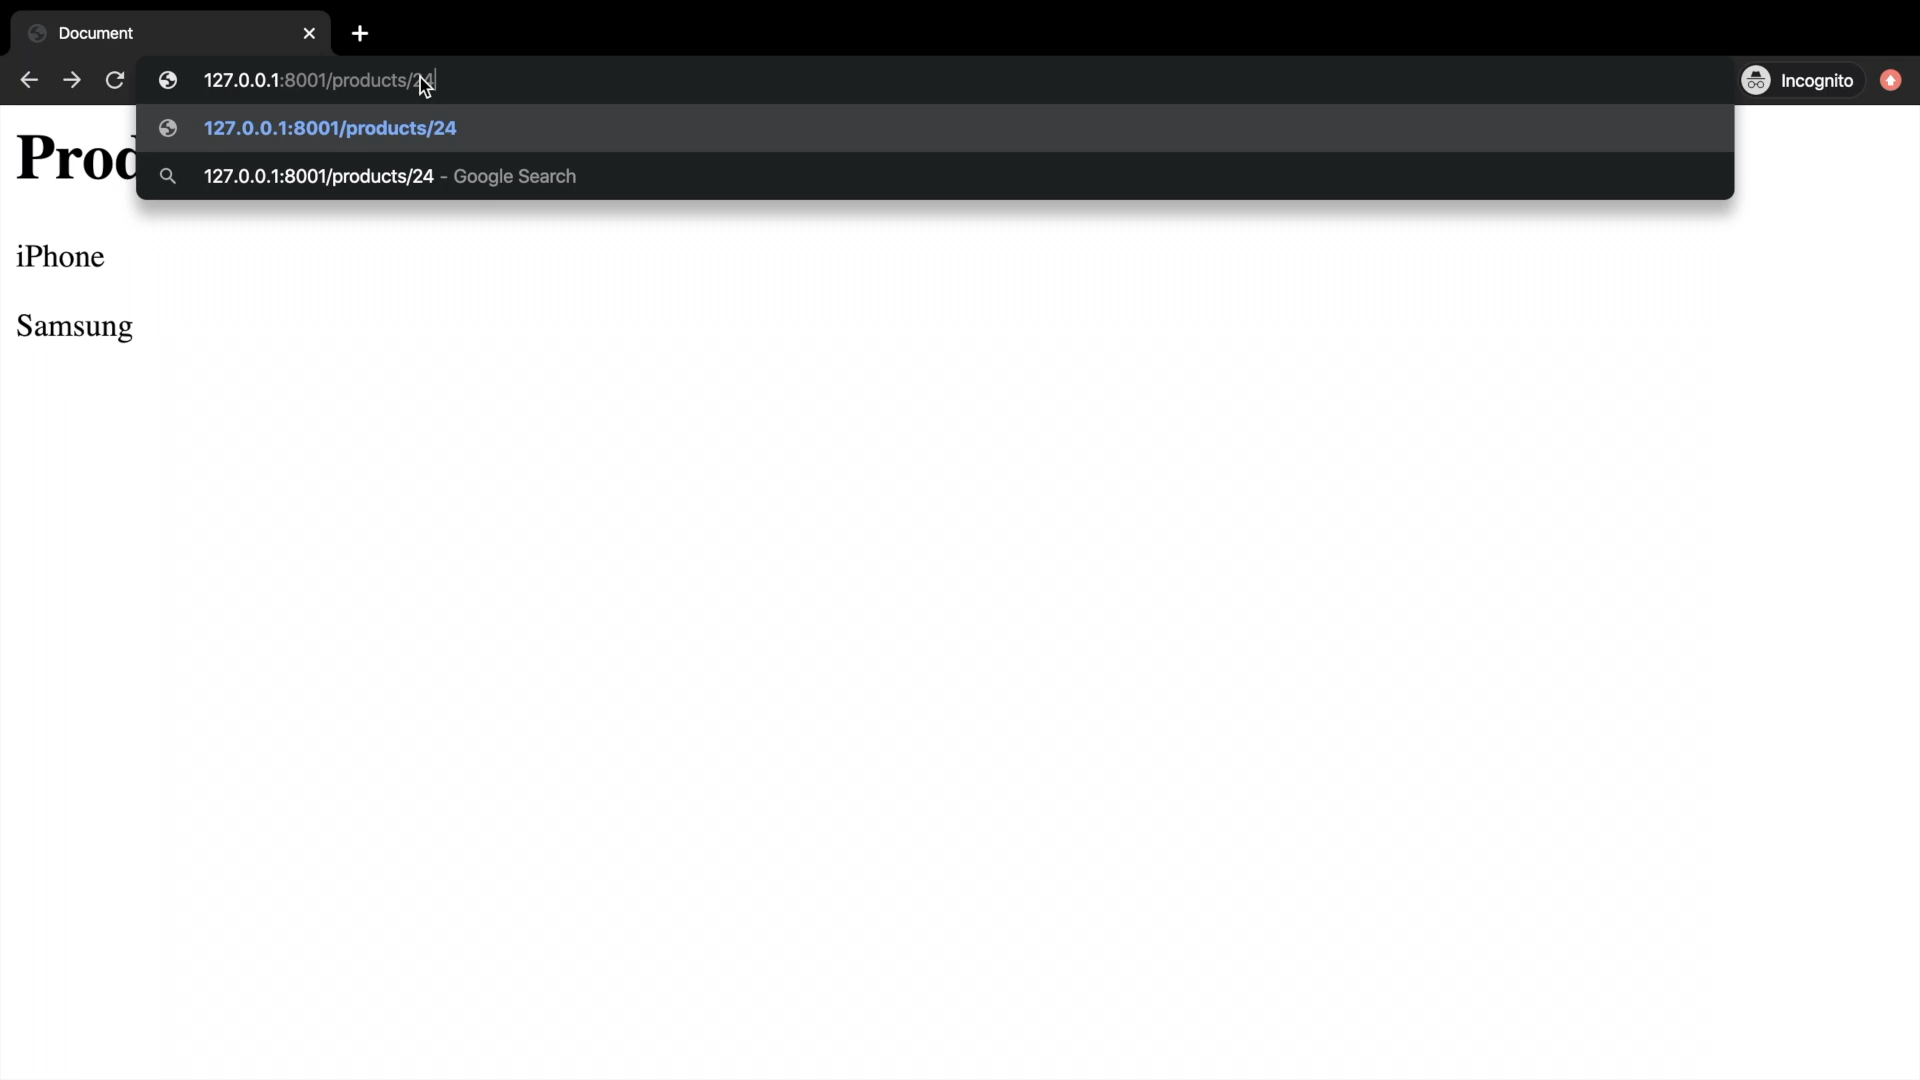 Document
127.0.0.1:8001/products/24
Incognito
127.0.0.1:8001/products/24
127.0.0.1:8001/products/24 - Google Search
iPhone
Samsung